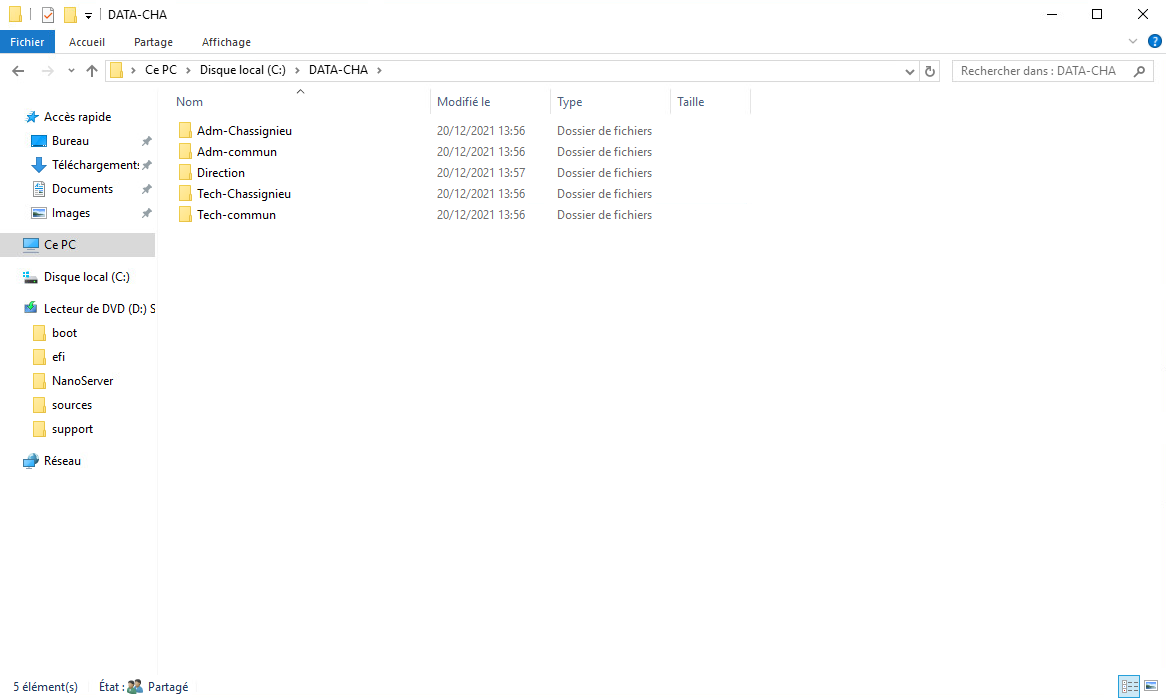 DATA-CHA
Fichier Accueil Partage Affichage
Ce PC Disque local (C:) DATA-CHA Rechercher dans : DATA-CHA
Nom Modifié le Type Taille
Adm-Chassignieu 20/12/2021 13:56 Dossier de fichiers
Adm-commun 20/12/2021 13:56 Dossier de fichiers
Direction 20/12/2021 13:57 Dossier de fichiers
Tech-Chassignieu 20/12/2021 13:56 Dossier de fichiers
Tech-commun 20/12/2021 13:56 Dossier de fichiers
Accès rapide
Bureau
Téléchargements
Documents
Images
Ce PC
Disque local (C:)
Lecteur de DVD (D:) S
boot
efi
NanoServer
sources
support
Réseau
5 élément(s) État : Partagé